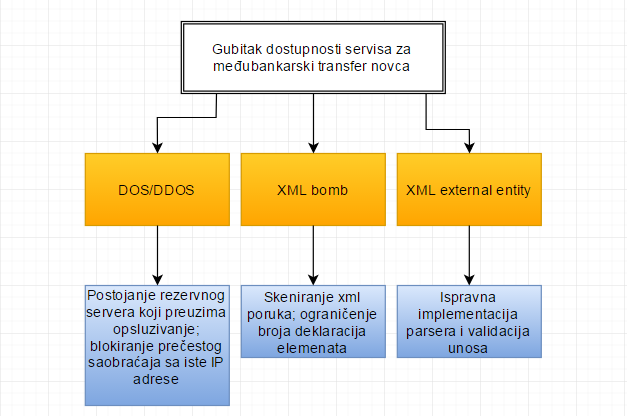 Gubitak dostupnosti servisa za
međubankarski transfer novca
DOS/DDOS
XML bomb
XML external entity
Postojanje rezervnog
servera koji preuzima
opsluzivanje;
blokiranje prečestog
saobraćaja sa iste IP
adrese
Skeniranje xml
poruka; ograničenje
broja deklaracija
elemenata
Ispravna
implementacija
parsera i validacija
unosa